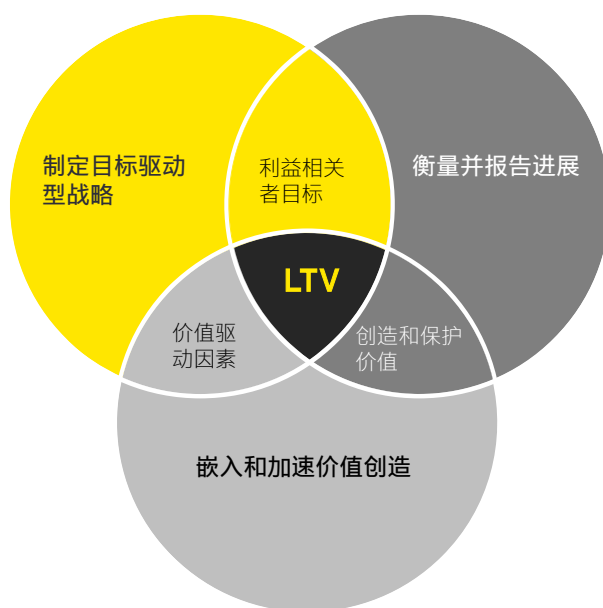 制定目标驱动
型战略
利益相关
者目标
衡量并报告进展
LTV
价值驱
动因素
创造和保护
价值
嵌入和加速价值创造